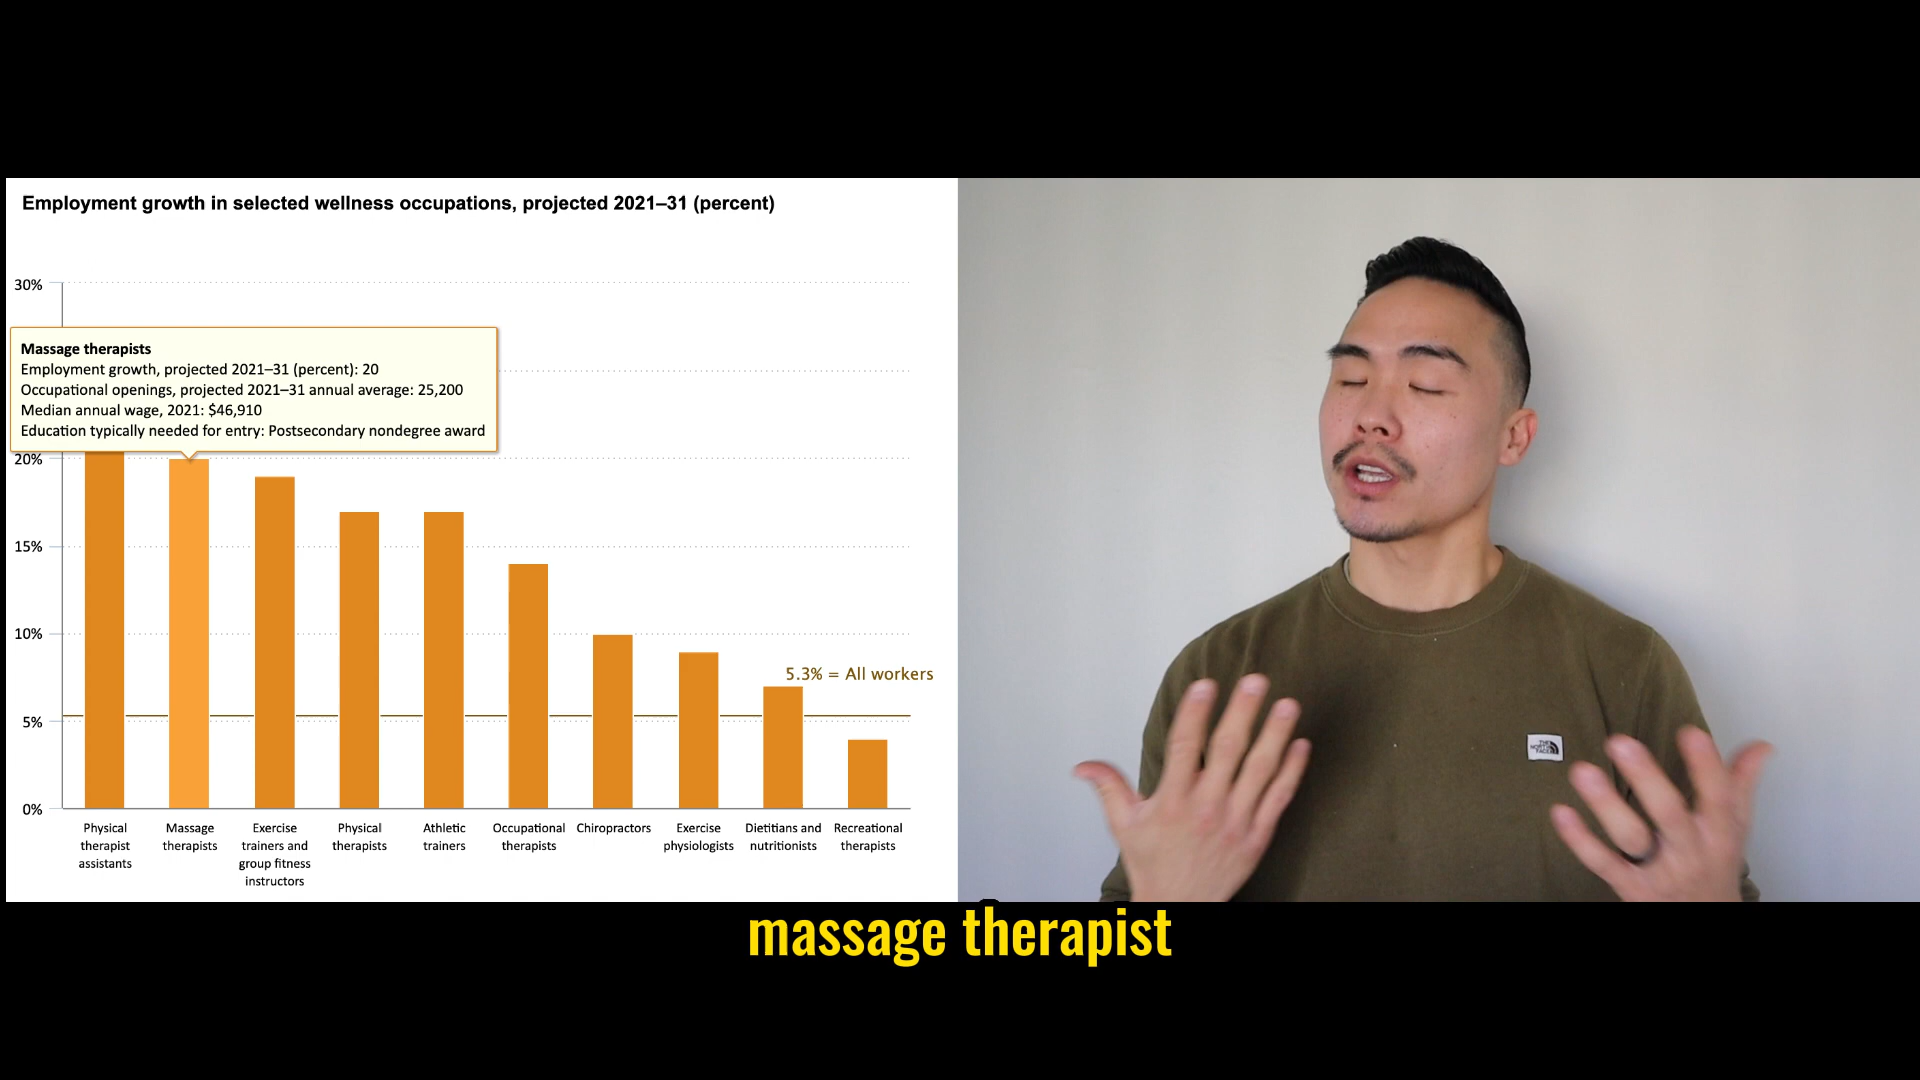 Employment growth in selected wellness occupations, projected 2021–31 (percent)
30%
Massage therapists
Employment growth, projected 2021–31 (percent): 20
Occupational openings, projected 2021–31 annual average: 25,200
Median annual wage, 2021: $46,910
Education typically needed for entry: Postsecondary nondegree award
20%
15%
10%
5.3% = All workers
5%
0%
Physical
therapist
assistants
Massage
therapists
Exercise
trainers and
group fitness
instructors
Physical
therapists
Athletic
trainers
Occupational
therapists
Chiropractors
Exercise
physiologists
Dietitians and
nutritionists
Recreational
therapists
THE
NORTH
FACE
massage therapist